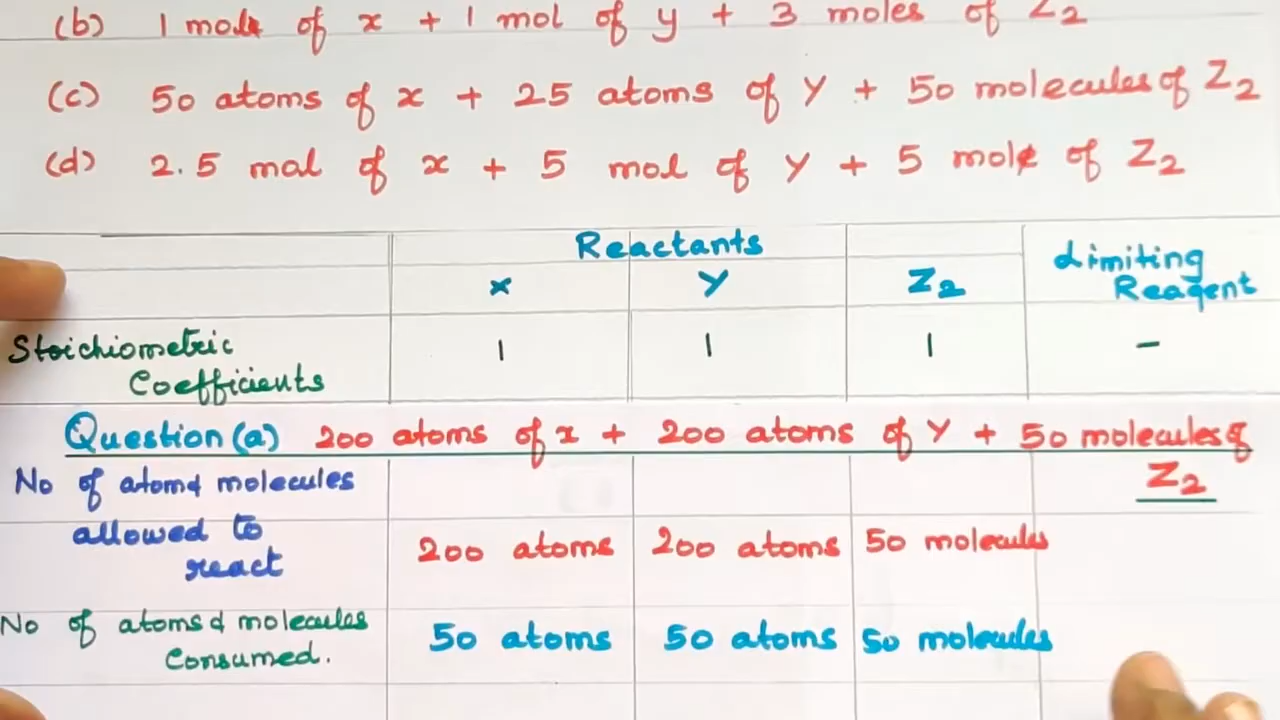 (b) 1 mole of x + 1 mol of y + 3 moles of Z2
(c) 50 atoms of x + 25 atoms of y + 50 molecules of Z2
(d) 2.5 mol of x + 5 mol of y + 5 mol of Z2
Reactants
Limiting
x Y Z2
Reagent
Stoichiometric 1 1 1 -
Coefficients
Question (a) 200 atoms of x + 200 atoms of Y + 50 molecules of
Z2
No of atom & molecules
allowed to
react 200 atoms 200 atoms 50 molecules
No of atoms & molecules
Consumed. 50 atoms 50 atoms 50 molecules